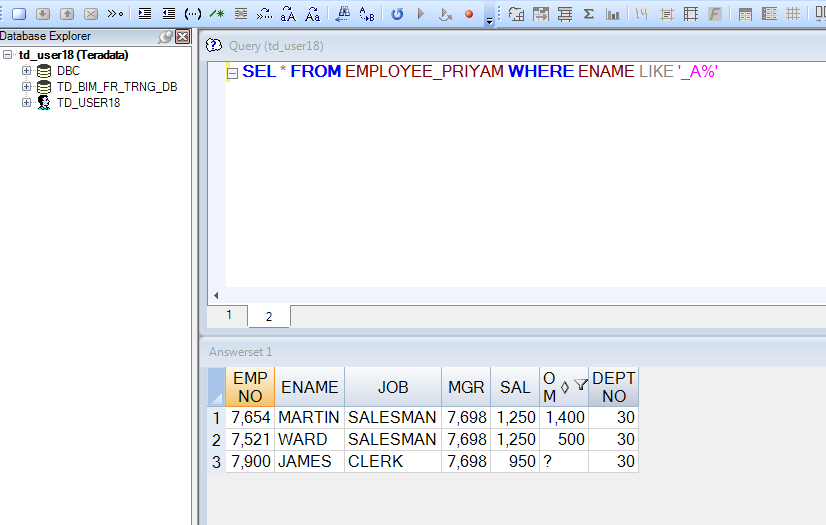 Database Explorer
td_user18 (Teradata)
DBC
TD_BIM_FR_TRNG_DB
TD_USER18
Query (td_user18)
SEL * FROM EMPLOYEE_PRIYAM WHERE ENAME LIKE '_A%'
1 2
Answerset 1
EMP NO ENAME JOB MGR SAL O M DEPT NO
1 7,654 MARTIN SALESMAN 7,698 1,250 1,400 30
2 7,521 WARD SALESMAN 7,698 1,250 500 30
3 7,900 JAMES CLERK 7,698 950 ? 30